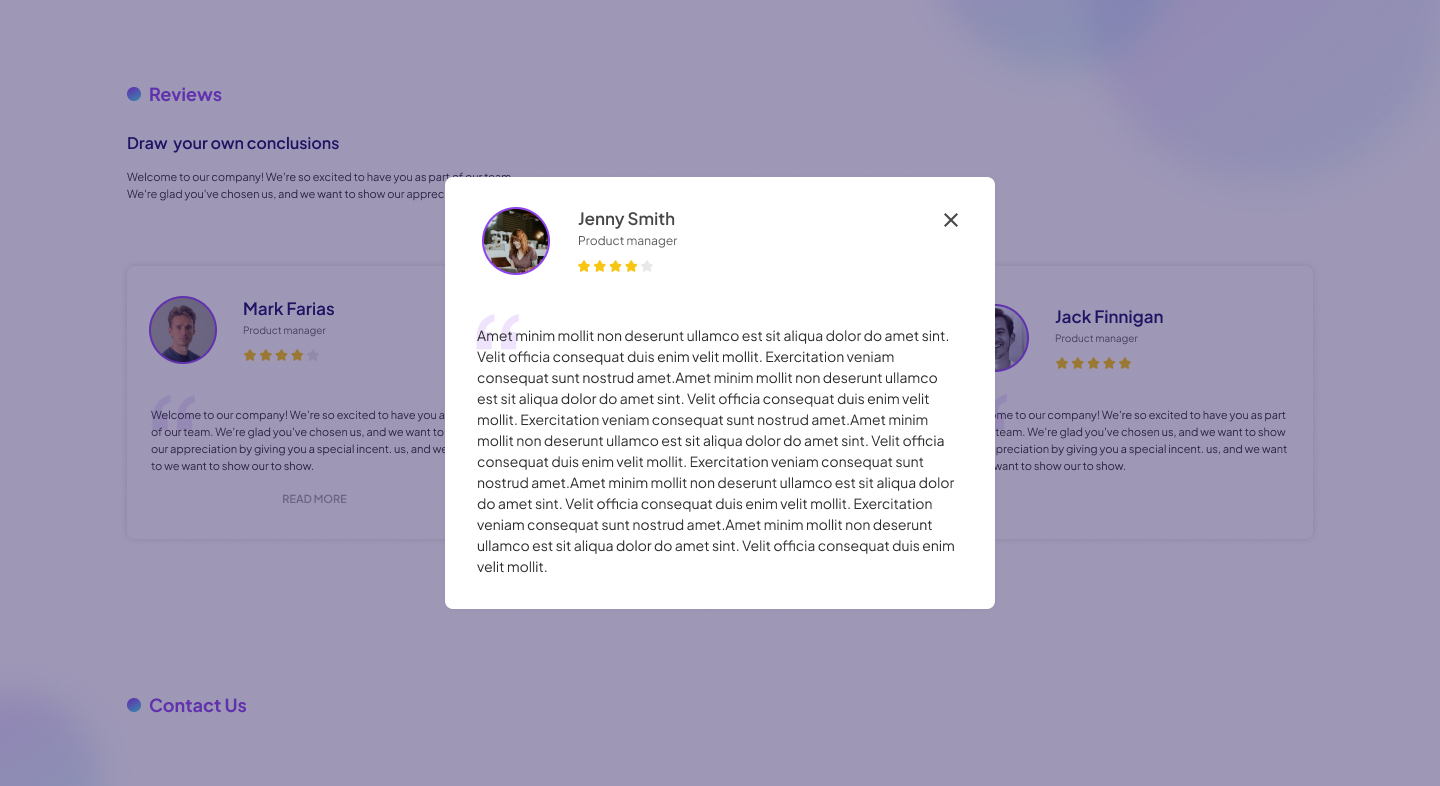 Reviews
Draw your own conclusions
Welcome to our company! We're so excited to have you as part of our team.
We're glad you've chosen us, and we want to show our
Jenny Smith
Product manager
Amet minim mollit non deserunt ullamco est sit aliqua dolor do amet sint.
Velit officia consequat duis enim velit mollit. Exercitation veniam
consequat sunt nostrud amet.Amet minim mollit non deserunt ullamco
est sit aliqua dolor do amet sint. Velit officia consequat duis enim velit
mollit. Exercitation veniam consequat sunt nostrud amet.Amet minim
mollit non deserunt ullamco est sit aliqua dolor do amet sint. Velit officia
consequat duis enim velit mollit. Exercitation veniam consequat sunt
nostrud amet.Amet minim mollit non deserunt ullamco est sit aliqua dolor
do amet sint. Velit officia consequat duis enim velit mollit. Exercitation
veniam consequat sunt nostrud amet.Amet minim mollit non deserunt
ullamco est sit aliqua dolor do amet sint. Velit officia consequat duis enim
velit mollit.
Mark Farias
Product manager
Welcome to our company! We're so excited to have you a
of our team. We're glad you've chosen us, and we want to
our appreciation by giving you a special incent. us, and we
to we want to show our to show.
READ MORE
Jack Finnigan
Product manager
to our company! We're so excited to have you as part
team. We're glad you've chosen us, and we want to show
appreciation by giving you a special incent. us, and we want
want to show our to show.
Contact Us